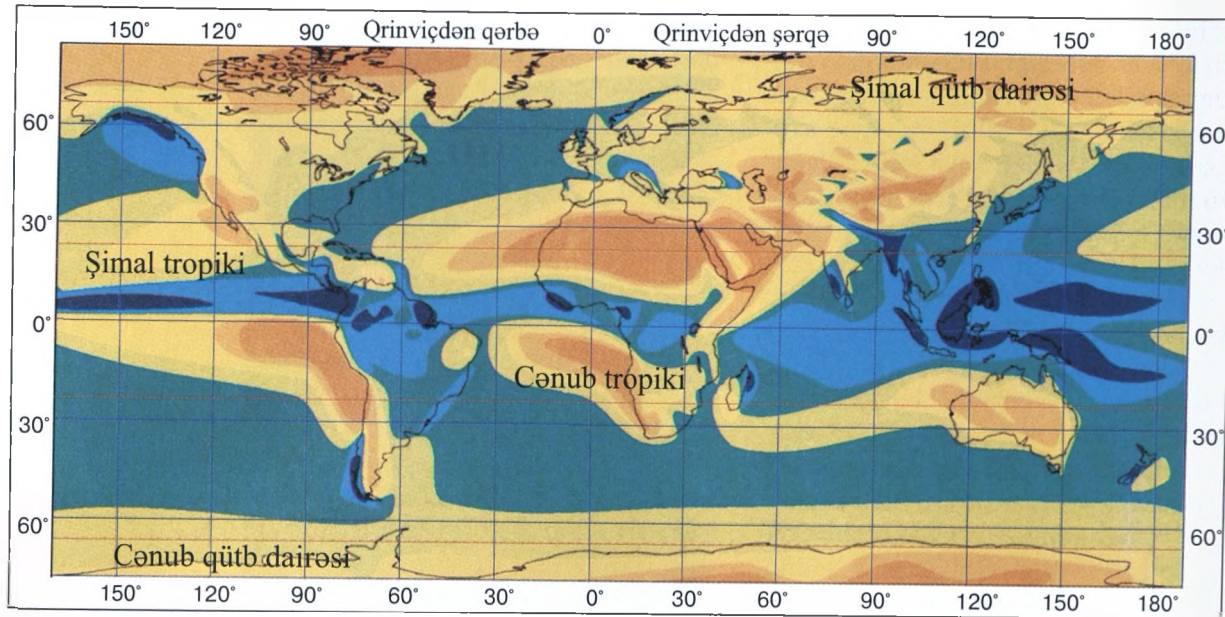 150° 120° 90° Qrinviçdən qərbə 0° Qrinviçdən şərqə 90° 120° 150° 180°
Şimal qütb dairəsi
60° 60°
30° 30°
Şimal tropiki
0° 0°
Cənub tropiki
30° 30°
60° 60°
Cənub qütb dairəsi
150° 120° 90° 60° 30° 0° 30° 60° 90° 120° 150° 180°